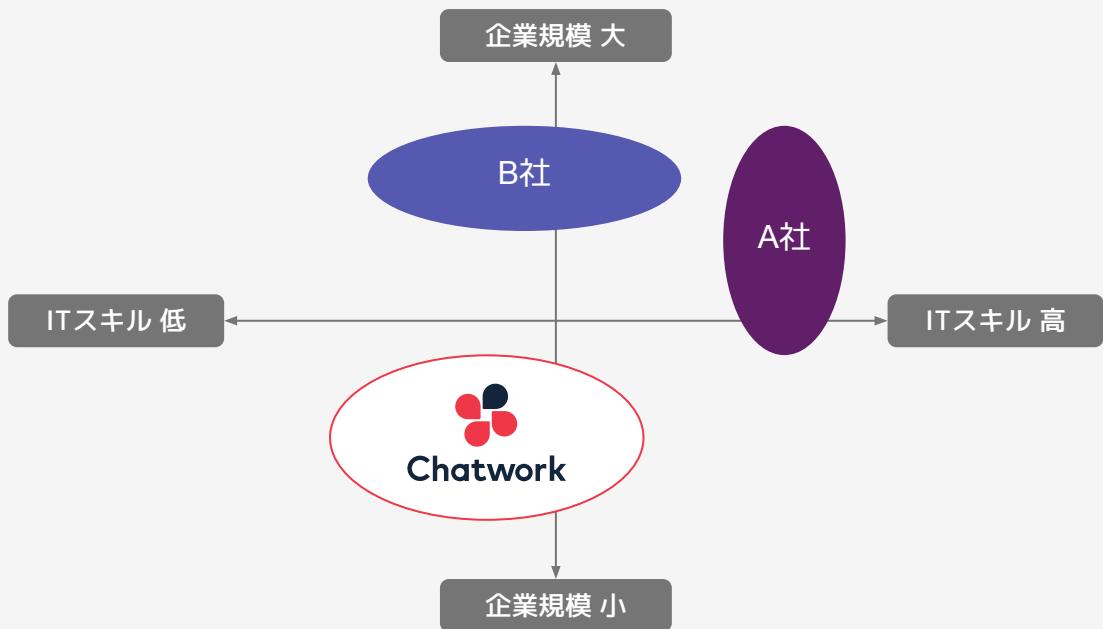 企業規模 大
B社
A社
ITスキル 低
ITスキル 高
Chatwork
企業規模 小